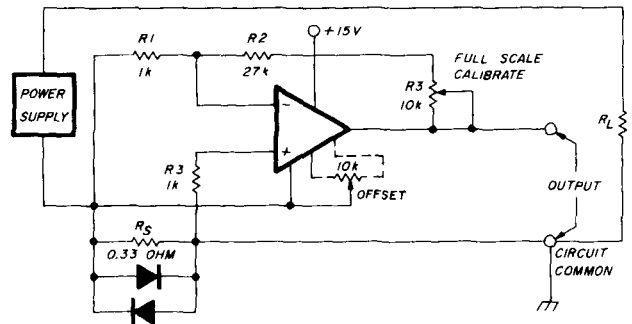 +15V
R1
1k
R2
27k
FULL SCALE
CALIBRATE
R3
10k
POWER
SUPPLY
RL
−
+
R3
1k
10k
OFFSET
OUTPUT
RS
0.33 OHM
CIRCUIT
COMMON